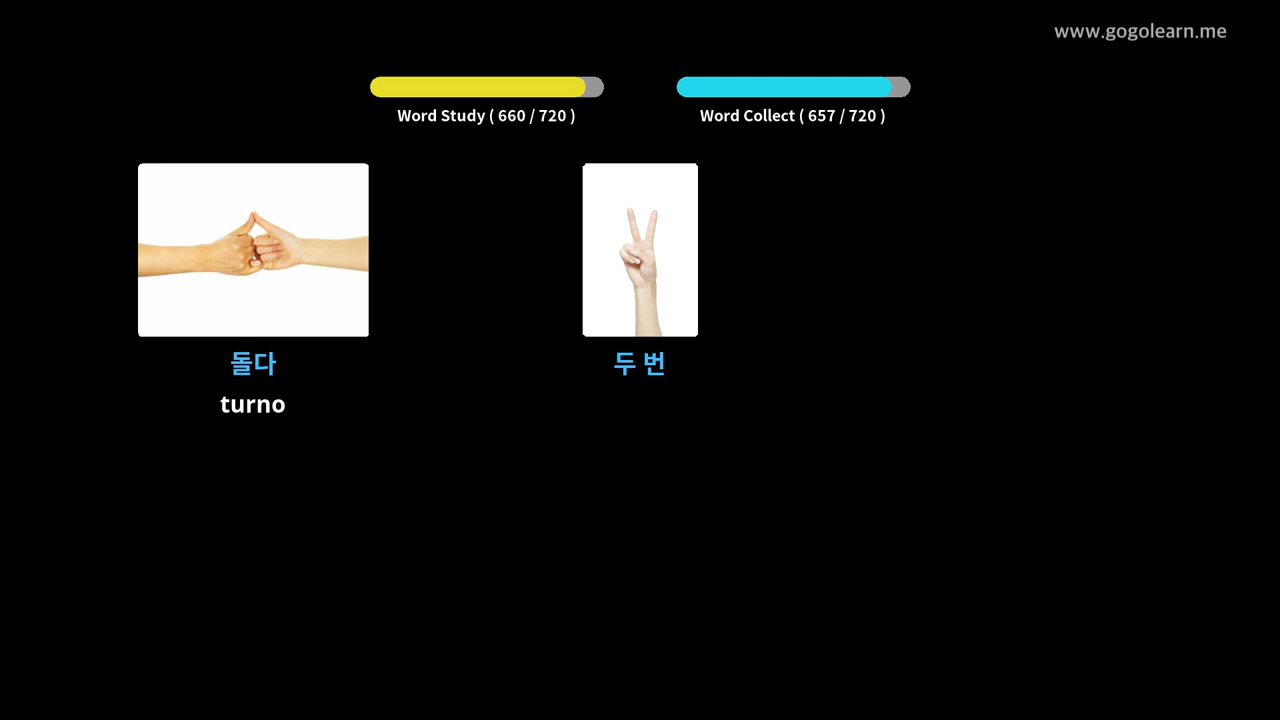 www.gogolearn.me
Word Study ( 660 / 720 )
Word Collect ( 657 / 720 )
돌다
두 번
turno